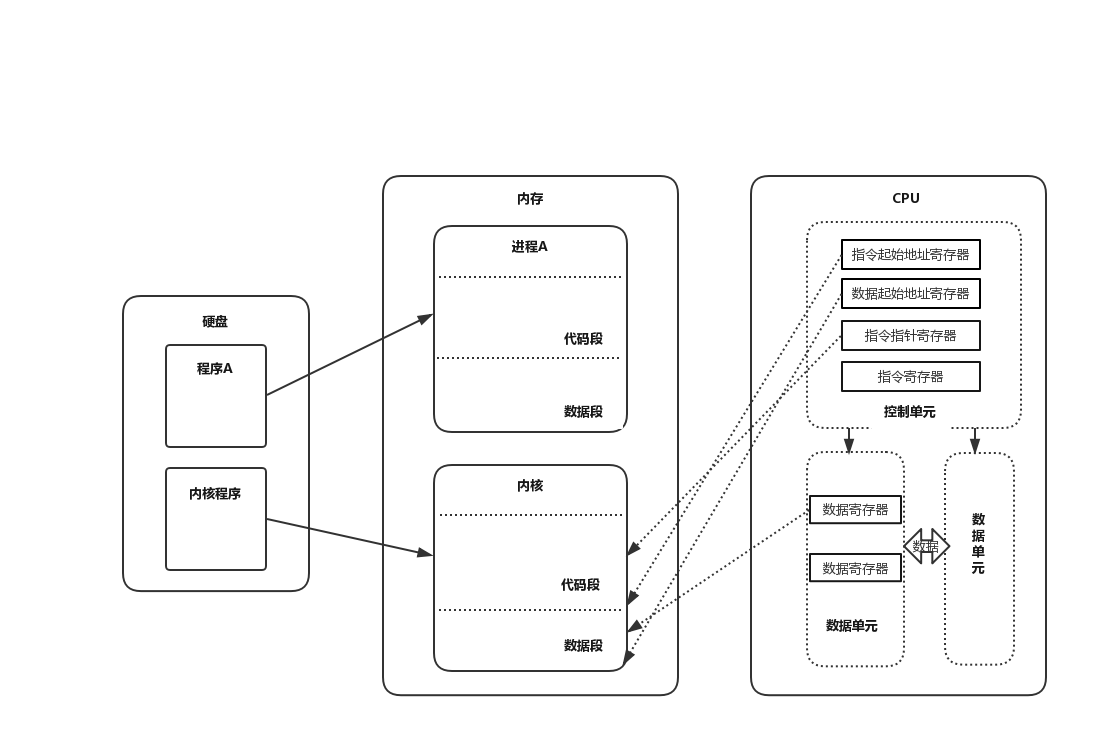 硬盘
程序A
内核程序
内存
进程A
代码段
数据段
内核
代码段
数据段
CPU
指令起始地址寄存器
数据起始地址寄存器
指令指针寄存器
指令寄存器
控制单元
数据寄存器
数据寄存器
数据单元
数据
数
据
单
元